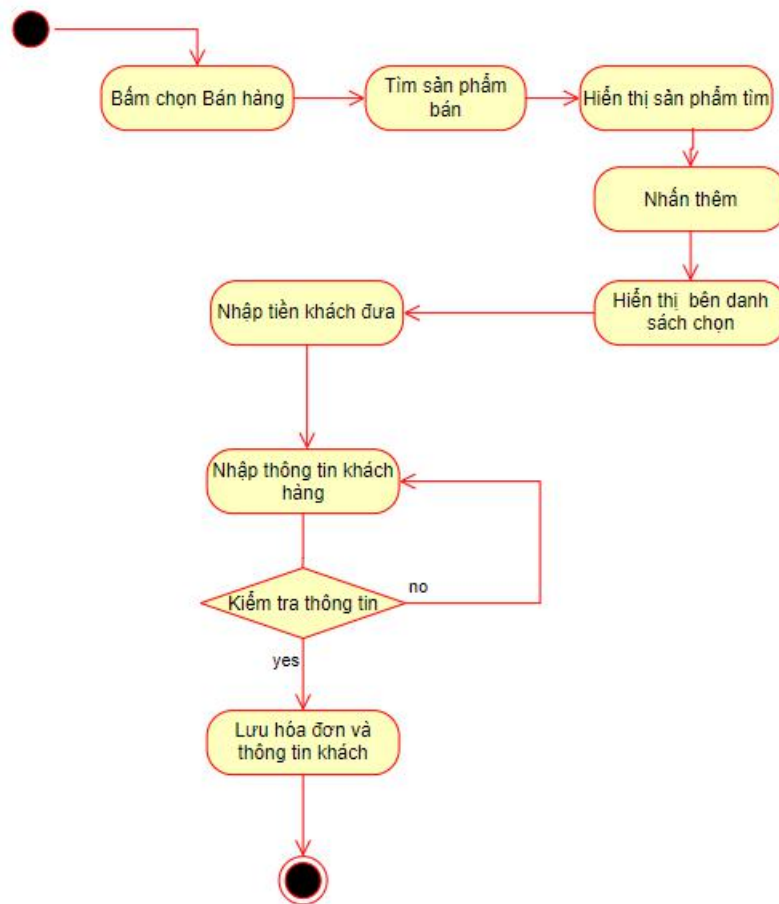 Bấm chọn Bán hàng
Tìm sản phẩm
bán
Hiển thị sản phẩm tìm
Nhấn thêm
Hiển thị bên danh
sách chọn
Nhập tiền khách đưa
Nhập thông tin khách
hàng
no
Kiểm tra thông tin
yes
Lưu hóa đơn và
thông tin khách